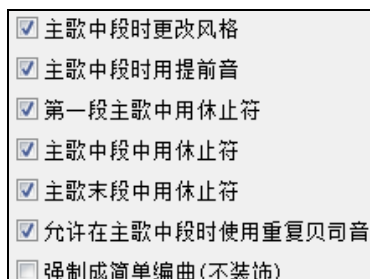 主歌中段时更改风格
主歌中段时用提前音
第一段主歌中用休止符
主歌中段中用休止符
主歌末段中用休止符
允许在主歌中段时使用重复贝司音
强制成简单编曲(不装饰)